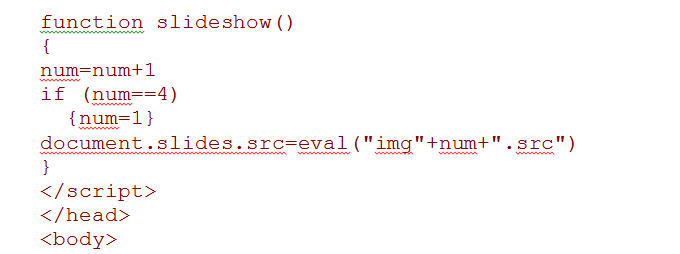 function slideshow()
{
num=num+1
if (num==4)
{num=1}
document.slides.src=eval("img"+num+".src")
}
</script>
</head>
<body>